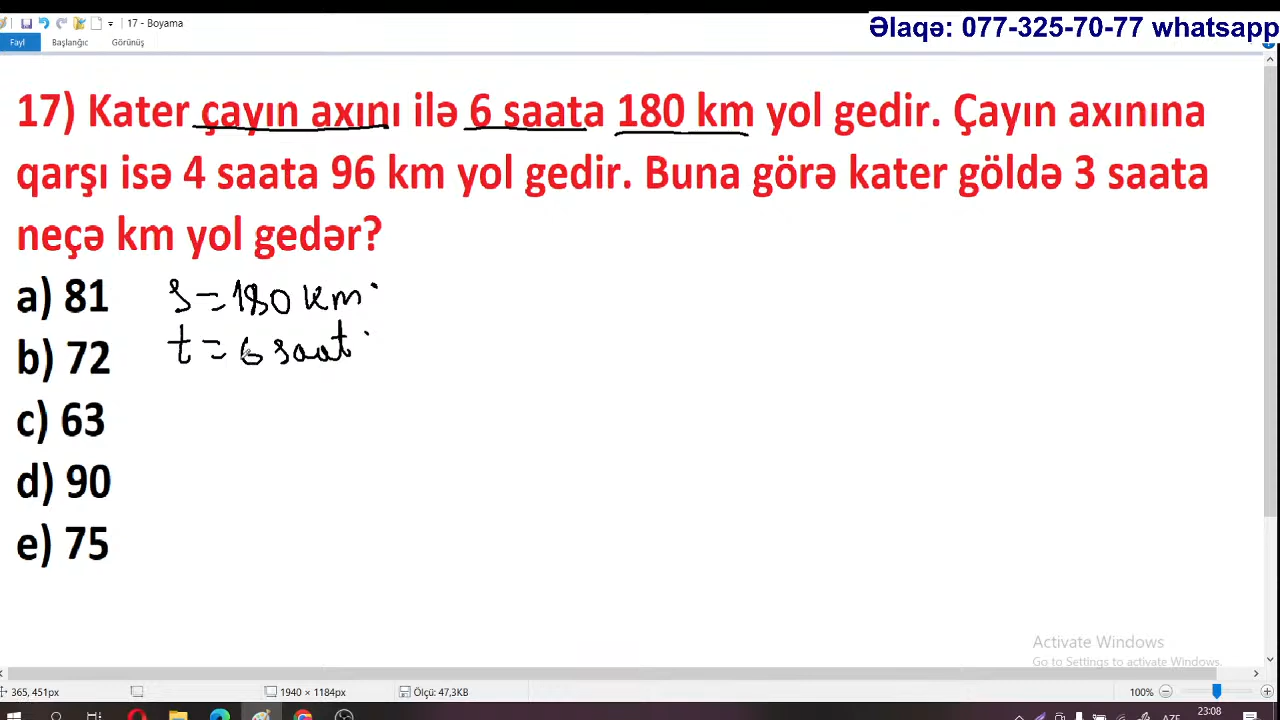 17 - Boyama
Əlaqə: 077-325-70-77 whatsapp
Fayl Başlanğıc Görünüş
17) Kater çayın axını ilə 6 saata 180 km yol gedir. Çayın axınına
qarşı isə 4 saata 96 km yol gedir. Buna görə kater göldə 3 saata
neçə km yol gedər?
a) 81
s = 180 km
b) 72
t = 6 saat
c) 63
d) 90
e) 75
Activate Windows
Go to Settings to activate Windows.
365, 451px
1940 × 1184px
Ölçü: 47,3KB
100%
AZE
23:08